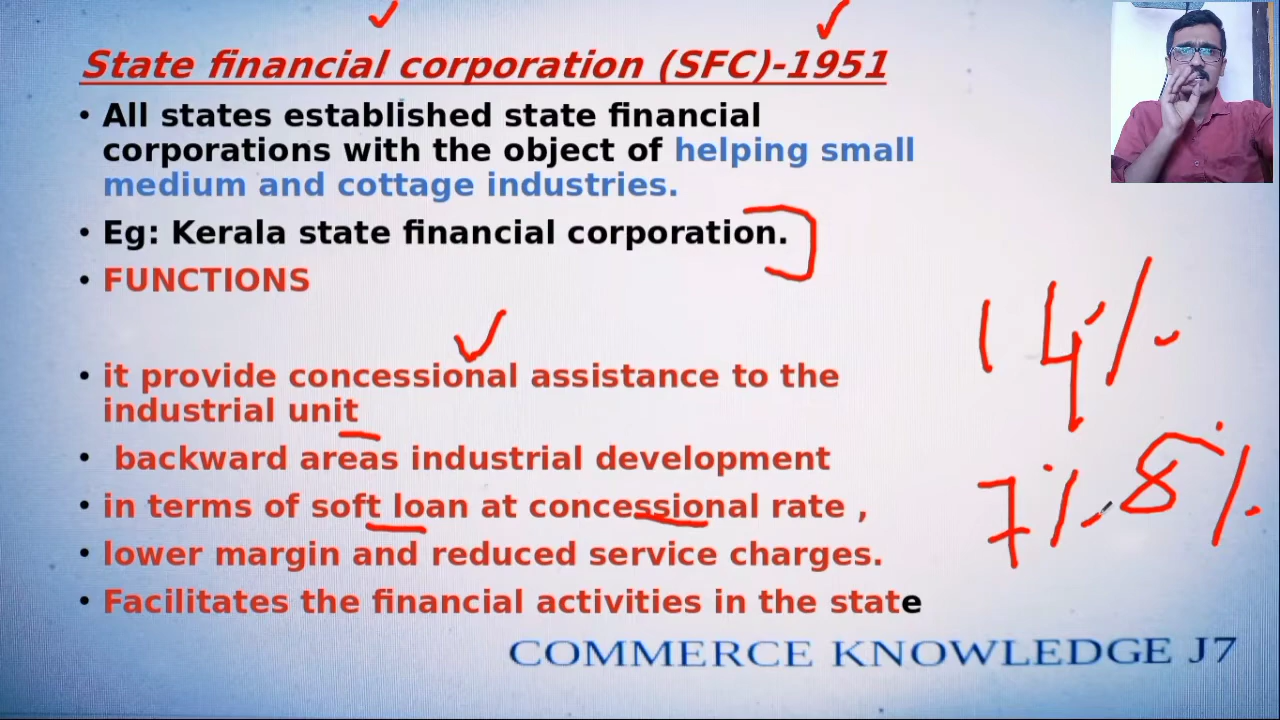 State financial corporation (SFC)-1951
• All states established state financial
corporations with the object of helping small
medium and cottage industries.
• Eg: Kerala state financial corporation.
• FUNCTIONS
• it provide concessional assistance to the
industrial unit
• backward areas industrial development
• in terms of soft loan at concessional rate ,
• lower margin and reduced service charges.
• Facilitates the financial activities in the state
14%
7% 8%
COMMERCE KNOWLEDGE J7